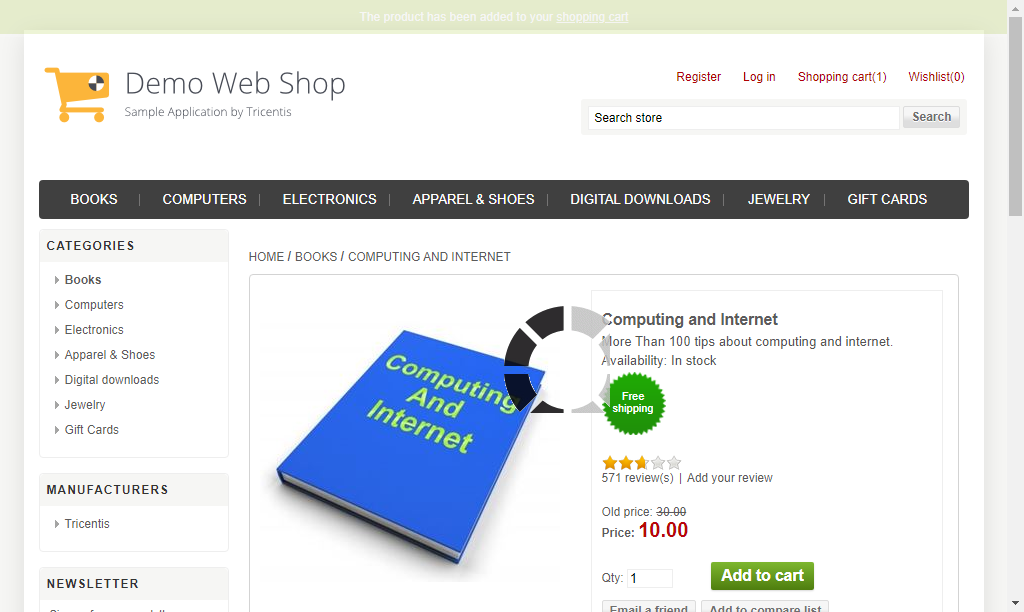 The product has been added to your shopping cart
Demo Web Shop
Sample Application by Tricentis
Register Log in Shopping cart(1) Wishlist(0)
Search store Search
BOOKS | COMPUTERS | ELECTRONICS | APPAREL & SHOES | DIGITAL DOWNLOADS | JEWELRY | GIFT CARDS
CATEGORIES
Books
Computers
Electronics
Apparel & Shoes
Digital downloads
Jewelry
Gift Cards
MANUFACTURERS
Tricentis
NEWSLETTER
HOME / BOOKS / COMPUTING AND INTERNET
Computing
And
Internet
Computing and Internet
More Than 100 tips about computing and internet.
Availability: In stock
Free
shipping
571 review(s) | Add your review
Old price: 30.00
Price: 10.00
Qty: 1 Add to cart
Email a friend Add to compare list